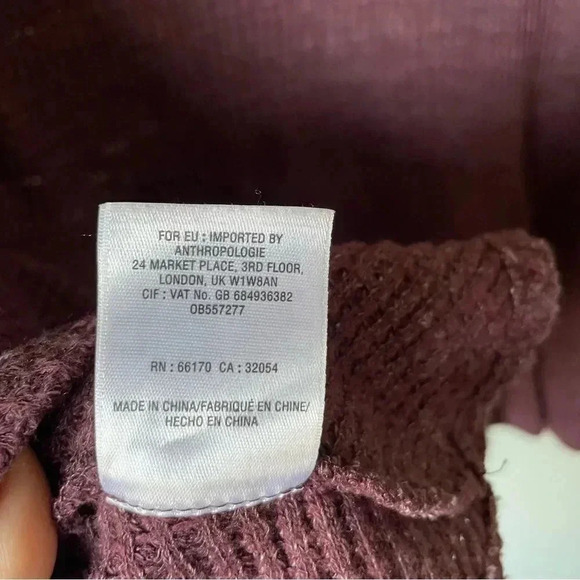 FOR EU : IMPORTED BY
ANTHROPOLOGIE
24 MARKET PLACE, 3RD FLOOR,
LONDON, UK W1W8AN
CIF : VAT No. GB 684936382
OB557277
RN : 66170 CA : 32054
MADE IN CHINA/FABRIQUÉ EN CHINE/
HECHO EN CHINA